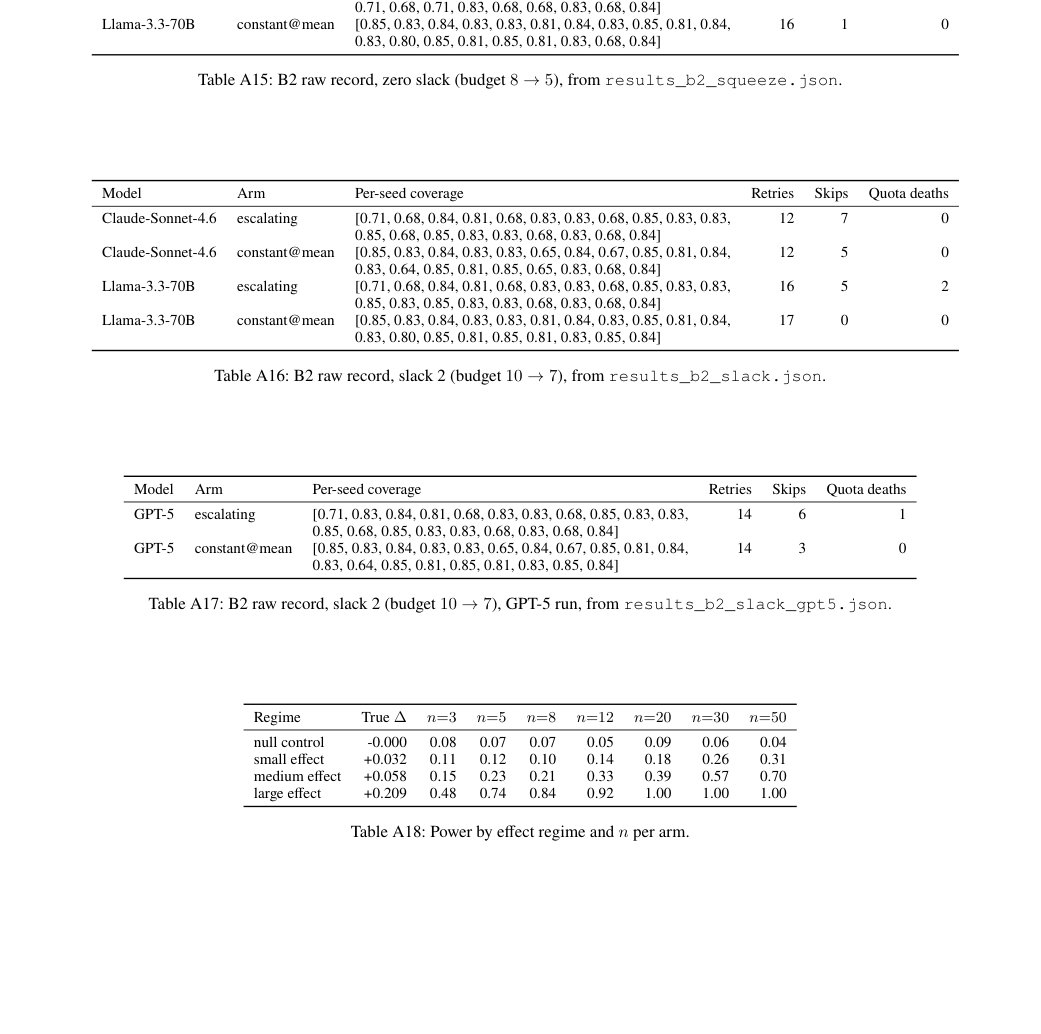 0.71, 0.68, 0.71, 0.83, 0.68, 0.68, 0.83, 0.68, 0.84]
Llama-3.3-70B constant@mean [0.85, 0.83, 0.84, 0.83, 0.83, 0.81, 0.84, 0.83, 0.85, 0.81, 0.84, 16 1 0
0.83, 0.80, 0.85, 0.81, 0.85, 0.81, 0.83, 0.68, 0.84]
Table A15: B2 raw record, zero slack (budget 8 → 5), from results_b2_squeeze.json.
Model Arm Per-seed coverage Retries Skips Quota deaths
Claude-Sonnet-4.6 escalating [0.71, 0.68, 0.84, 0.81, 0.68, 0.83, 0.83, 0.68, 0.85, 0.83, 0.83, 12 7 0
0.85, 0.68, 0.85, 0.83, 0.83, 0.68, 0.83, 0.68, 0.84]
Claude-Sonnet-4.6 constant@mean [0.85, 0.83, 0.84, 0.83, 0.83, 0.65, 0.84, 0.67, 0.85, 0.81, 0.84, 12 5 0
0.83, 0.64, 0.85, 0.81, 0.85, 0.65, 0.83, 0.68, 0.84]
Llama-3.3-70B escalating [0.71, 0.68, 0.84, 0.81, 0.68, 0.83, 0.83, 0.68, 0.85, 0.83, 0.83, 16 5 2
0.85, 0.83, 0.85, 0.83, 0.83, 0.68, 0.83, 0.68, 0.84]
Llama-3.3-70B constant@mean [0.85, 0.83, 0.84, 0.83, 0.83, 0.81, 0.84, 0.83, 0.85, 0.81, 0.84, 17 0 0
0.83, 0.80, 0.85, 0.81, 0.85, 0.81, 0.83, 0.85, 0.84]
Table A16: B2 raw record, slack 2 (budget 10 → 7), from results_b2_slack.json.
Model Arm Per-seed coverage Retries Skips Quota deaths
GPT-5 escalating [0.71, 0.83, 0.84, 0.81, 0.68, 0.83, 0.83, 0.68, 0.85, 0.83, 0.83, 14 6 1
0.85, 0.68, 0.85, 0.83, 0.83, 0.68, 0.83, 0.68, 0.84]
GPT-5 constant@mean [0.85, 0.83, 0.84, 0.83, 0.83, 0.65, 0.84, 0.67, 0.85, 0.81, 0.84, 14 3 0
0.83, 0.64, 0.85, 0.81, 0.85, 0.81, 0.83, 0.85, 0.84]
Table A17: B2 raw record, slack 2 (budget 10 → 7), GPT-5 run, from results_b2_slack_gpt5.json.
Regime True Δ n=3 n=5 n=8 n=12 n=20 n=30 n=50
null control -0.000 0.08 0.07 0.07 0.05 0.09 0.06 0.04
small effect +0.032 0.11 0.12 0.10 0.14 0.18 0.26 0.31
medium effect +0.058 0.15 0.23 0.21 0.33 0.39 0.57 0.70
large effect +0.209 0.48 0.74 0.84 0.92 1.00 1.00 1.00
Table A18: Power by effect regime and n per arm.